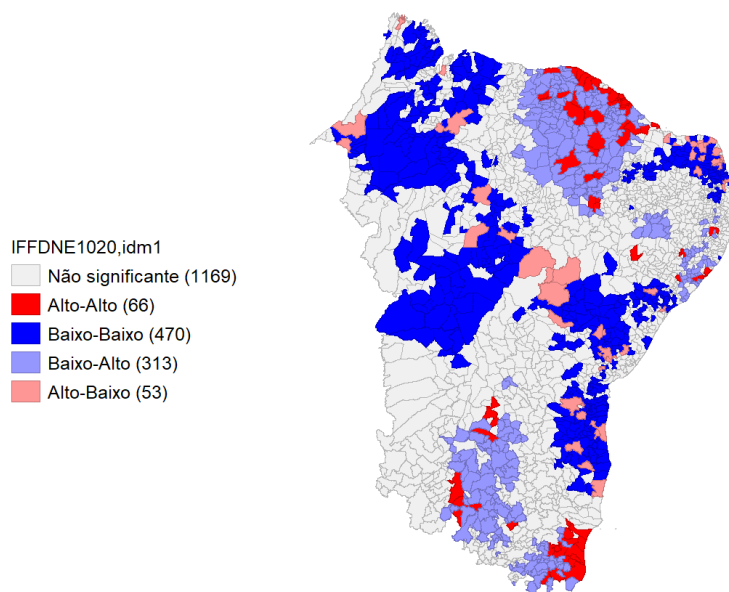 IFFDNE1020,idm1
Não significante (1169)
Alto-Alto (66)
Baixo-Baixo (470)
Baixo-Alto (313)
Alto-Baixo (53)